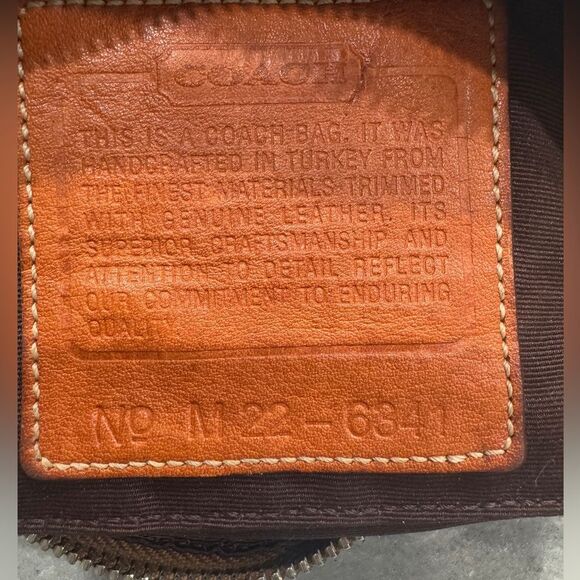 COACH
THIS IS A COACH BAG. IT WAS
HANDCRAFTED IN TURKEY FROM
THE FINEST MATERIALS TRIMMED
WITH GENUINE LEATHER. ITS
SUPERIOR CRAFTSMANSHIP AND
ATTENTION TO DETAIL REFLECT
OUR COMMITMENT TO ENDURING
QUALITY
No M22-6341